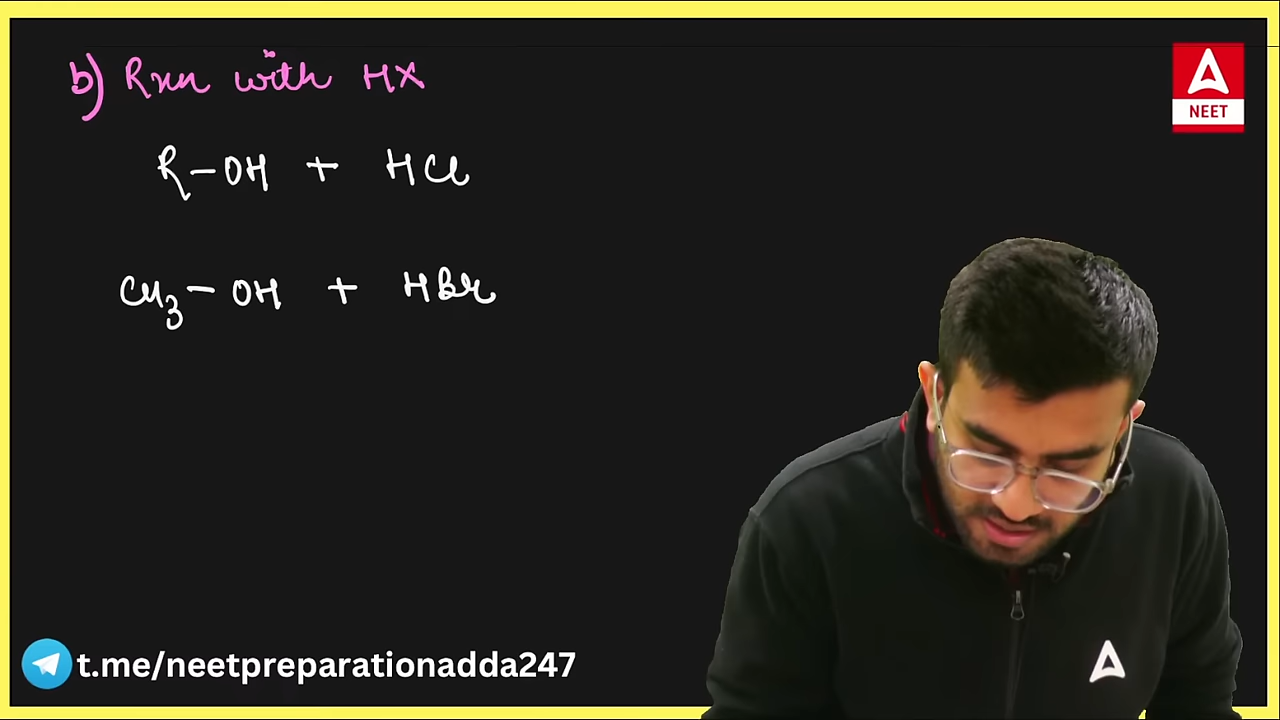 b) Rxn with HX
NEET
R-OH + HCl
CH3- OH + HBr
t.me/neetpreparationadda247